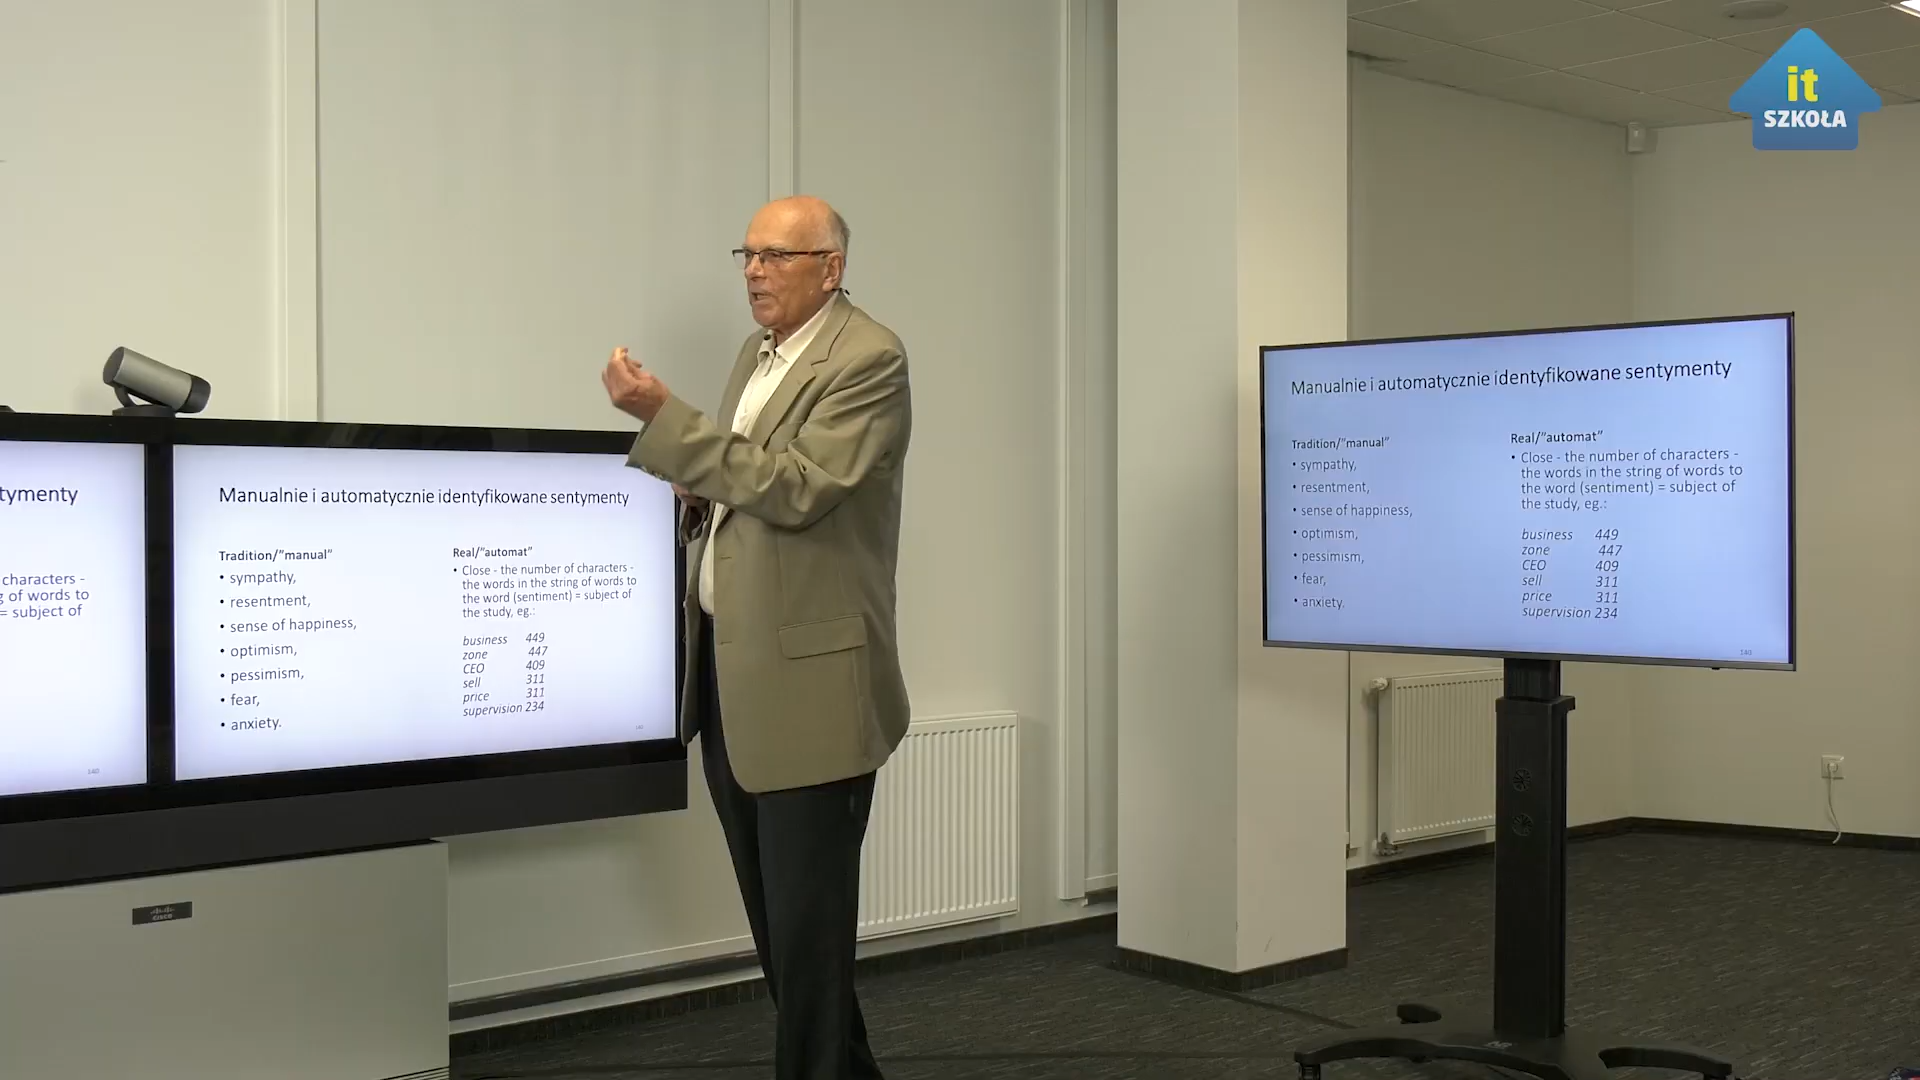 it
SZKOŁA
tymenty
characters -
g of words to
= subject of
140
Manualnie i automatycznie identyfikowane sentymenty
Tradition/"manual"
• sympathy,
• resentment,
• sense of happiness,
• optimism,
• pessimism,
• fear,
• anxiety.
Real/"automat"
• Close - the number of characters -
the words in the string of words to
the word (sentiment) = subject of
the study, eg.:
business 449
zone 447
CEO 409
sell 311
price 311
supervision 234
140
cisco
Manualnie i automatycznie identyfikowane sentymenty
Tradition/"manual"
• sympathy,
• resentment,
• sense of happiness,
• optimism,
• pessimism,
• fear,
• anxiety.
Real/"automat"
• Close - the number of characters -
the words in the string of words to
the word (sentiment) = subject of
the study, eg.:
business 449
zone 447
CEO 409
sell 311
price 311
supervision 234
140